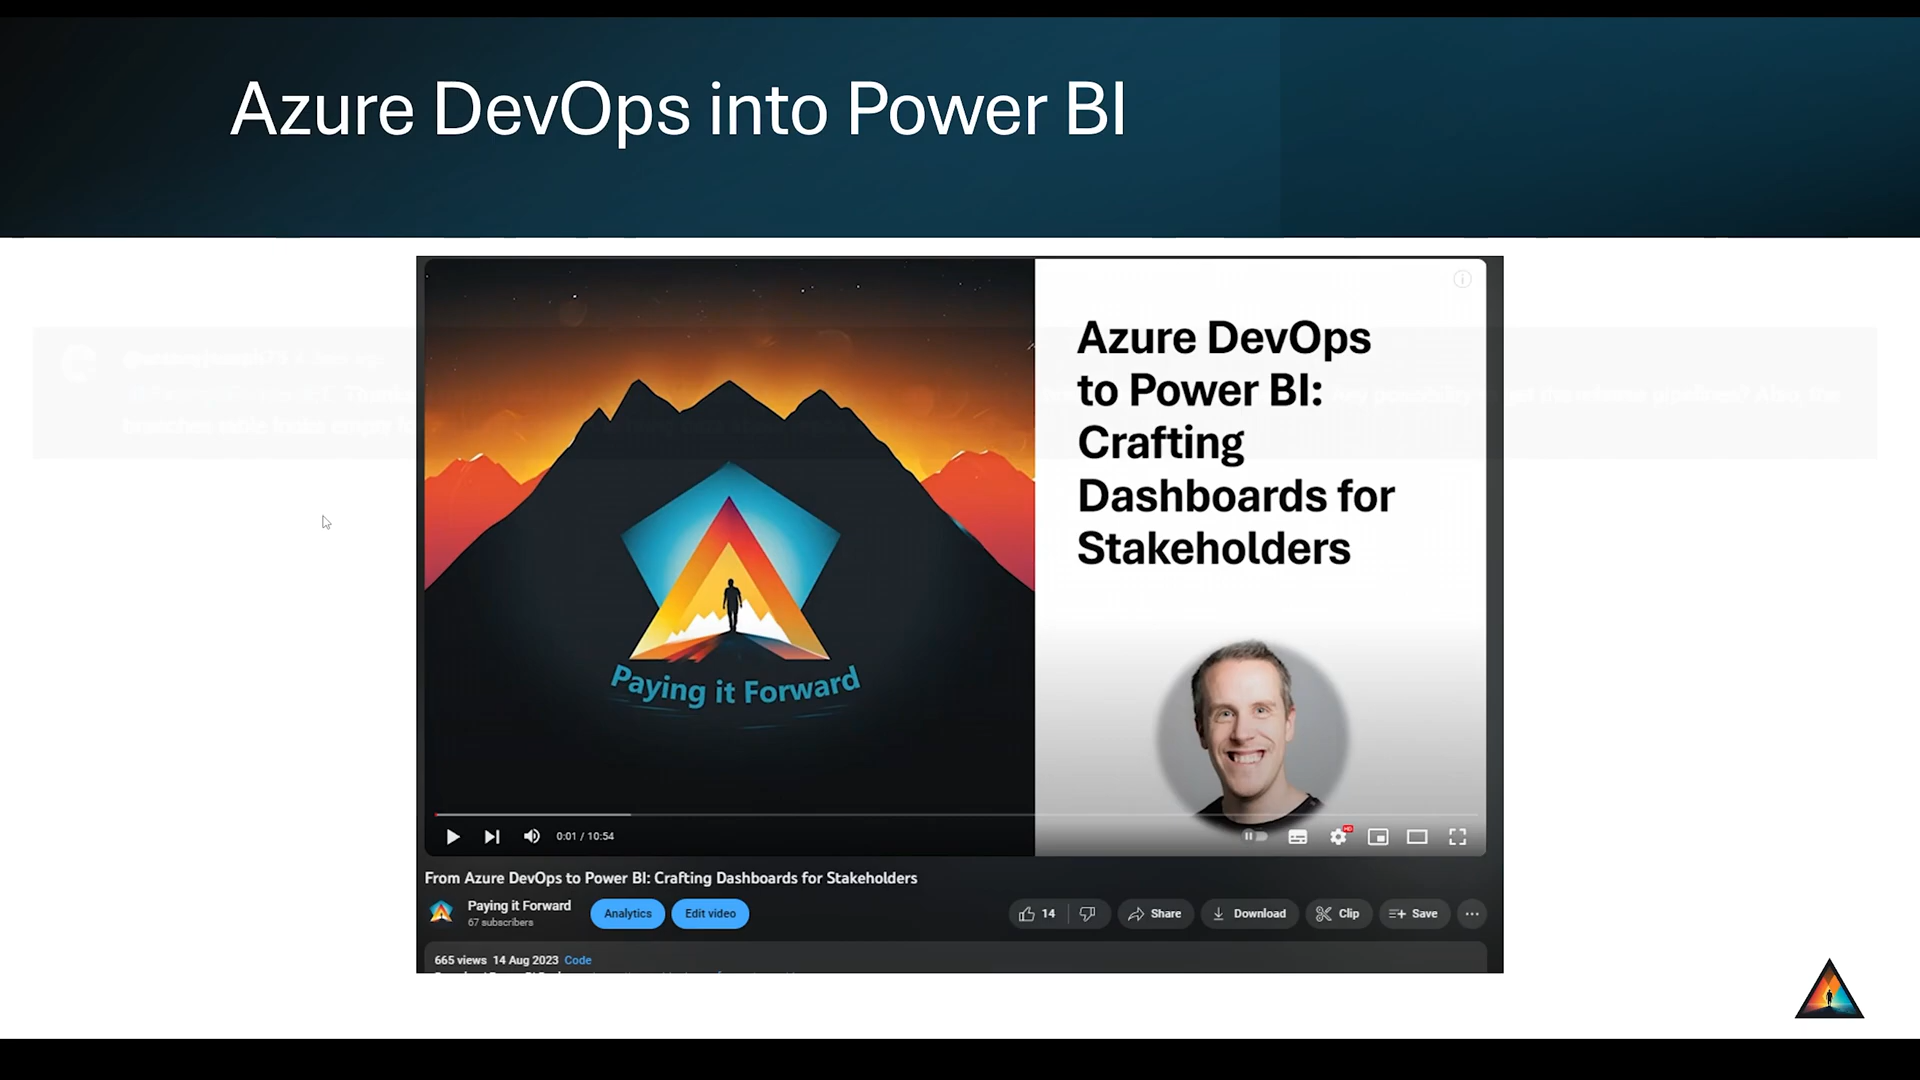 Azure DevOps into Power BI
Azure DevOps
to Power BI:
Crafting
Dashboards for
Stakeholders
Paying it Forward
0:01 / 10:54
HD
From Azure DevOps to Power BI: Crafting Dashboards for Stakeholders
Paying it Forward
67 subscribers
Analytics
Edit video
14
Share
Download
Clip
Save
665 views 14 Aug 2023 Code